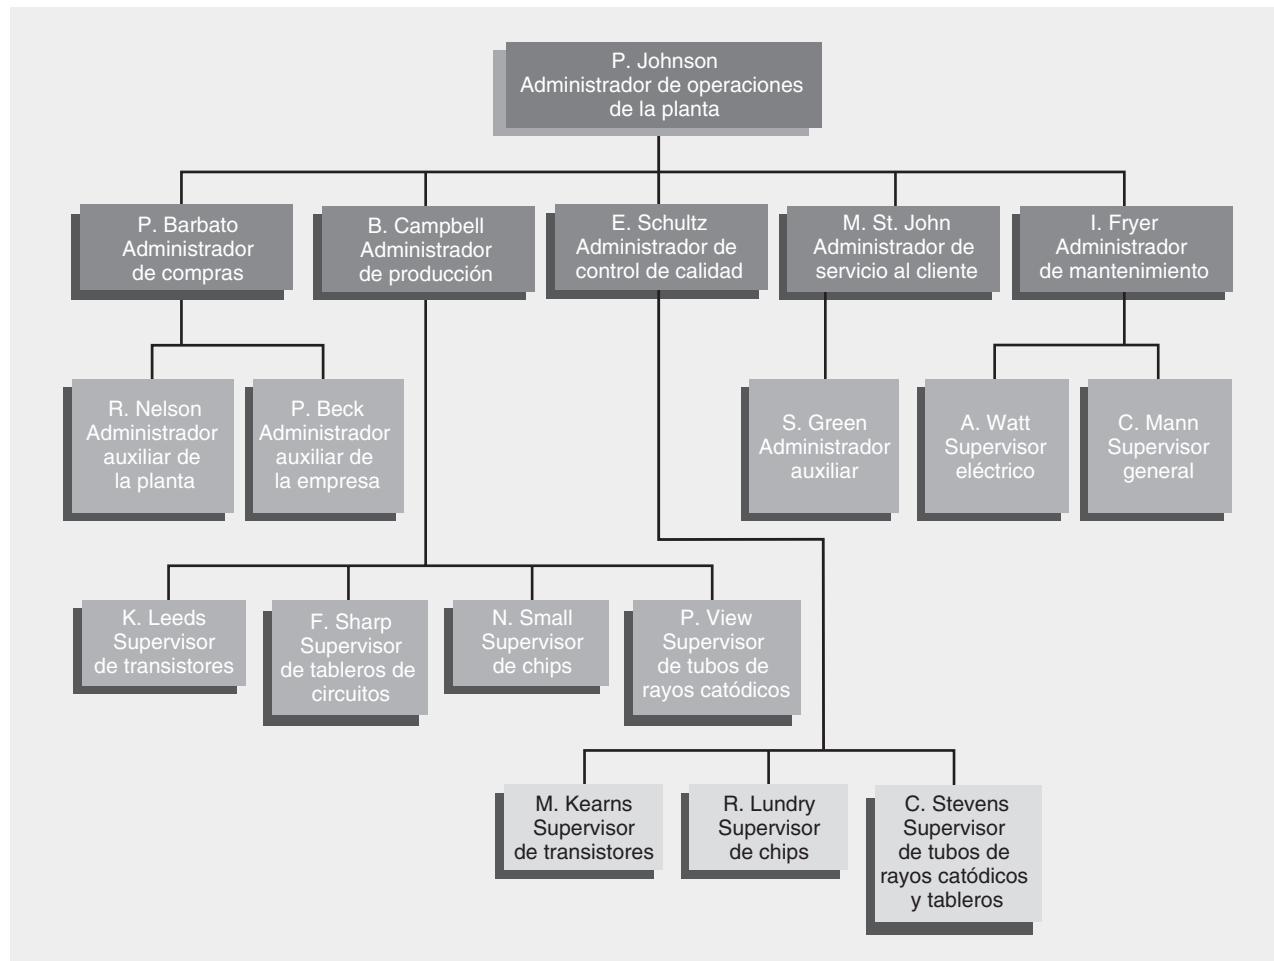 P. Johnson
Administrador de operaciones
de la planta
P. Barbato
Administrador
de compras
B. Campbell
Administrador
de producción
E. Schultz
Administrador de
control de calidad
M. St. John
Administrador de
servicio al cliente
I. Fryer
Administrador
de mantenimiento
R. Nelson
Administrador
auxiliar de
la planta
P. Beck
Administrador
auxiliar de
la empresa
S. Green
Administrador
auxiliar
A. Watt
Supervisor
eléctrico
C. Mann
Supervisor
general
K. Leeds
Supervisor
de transistores
F. Sharp
Supervisor
de tableros de
circuitos
N. Small
Supervisor
de chips
P. View
Supervisor
de tubos de
rayos catódicos
M. Kearns
Supervisor
de transistores
R. Lundry
Supervisor
de chips
C. Stevens
Supervisor
de tubos de
rayos catódicos
y tableros